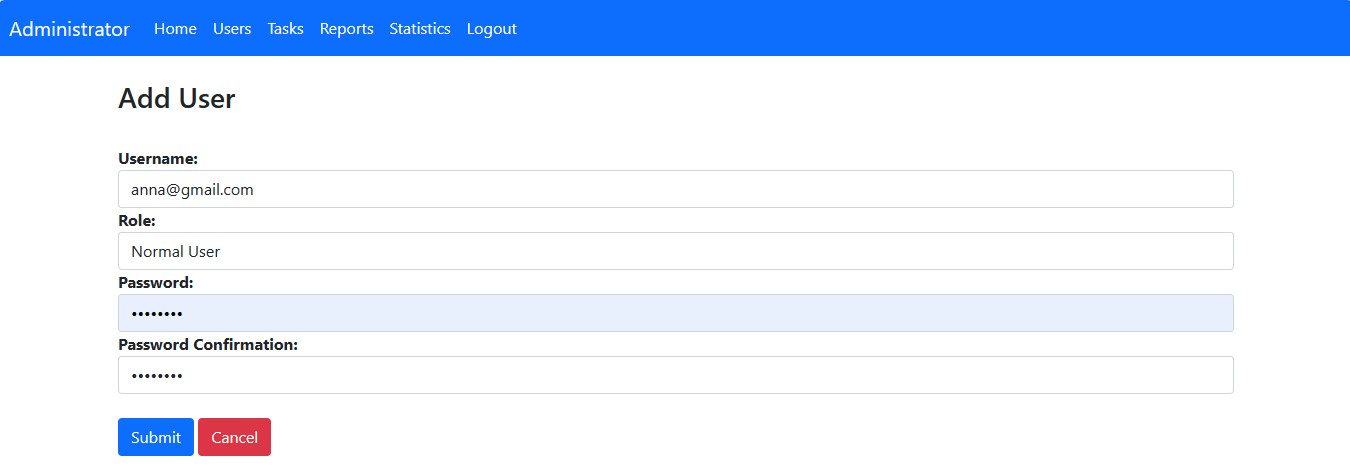 Administrator Home Users Tasks Reports Statistics Logout
Add User
Username:
anna@gmail.com
Role:
Normal User
Password:
••••••••
Password Confirmation:
••••••••
Submit Cancel